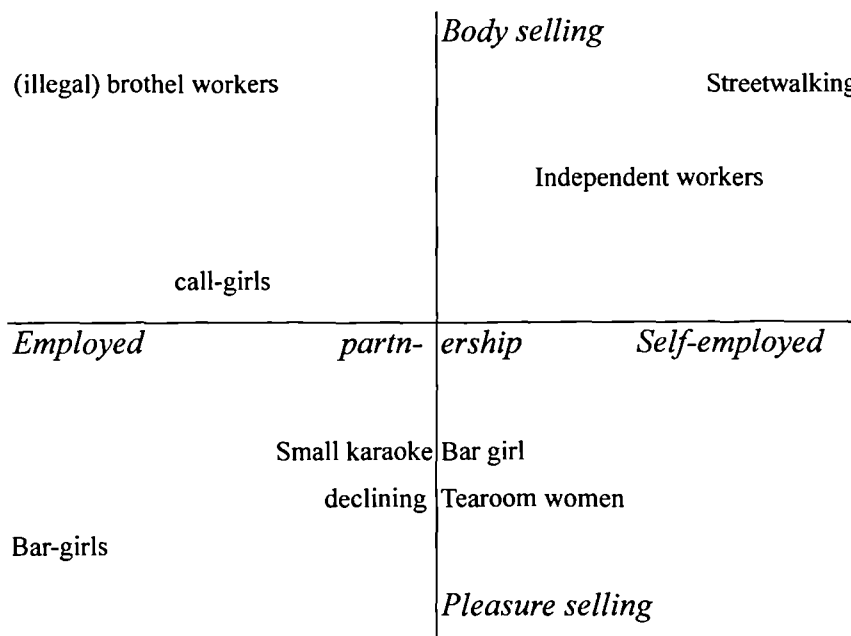 Body selling
(illegal) brothel workers Streetwalking
Independent workers
call-girls
Employed partn- ership Self-employed
Small karaoke Bar girl
declining Tearoom women
Bar-girls
Pleasure selling